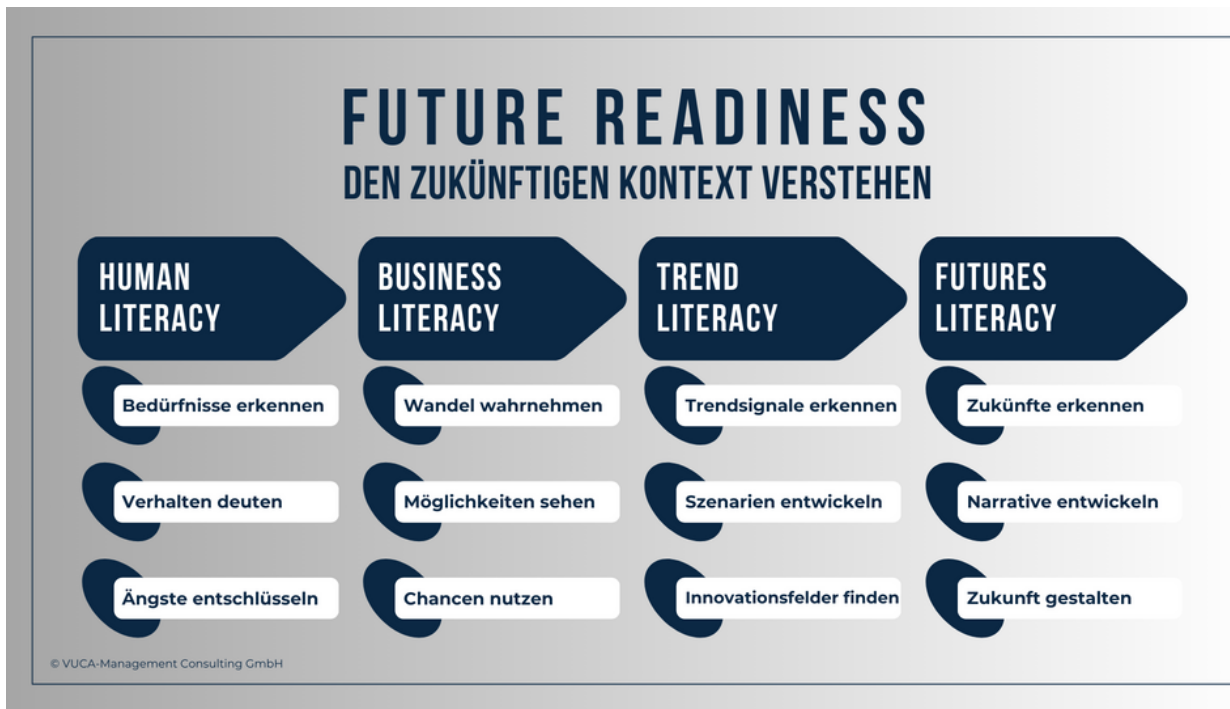 FUTURE READINESS
DEN ZUKÜNFTIGEN KONTEXT VERSTEHEN
HUMAN
LITERACY
Bedürfnisse erkennen
Verhalten deuten
Ängste entschlüsseln
BUSINESS
LITERACY
Wandel wahrnehmen
Möglichkeiten sehen
Chancen nutzen
TREND
LITERACY
Trendsignale erkennen
Szenarien entwickeln
Innovationsfelder finden
FUTURES
LITERACY
Zukünfte erkennen
Narrative entwickeln
Zukunft gestalten
© VUCA-Management Consulting GmbH